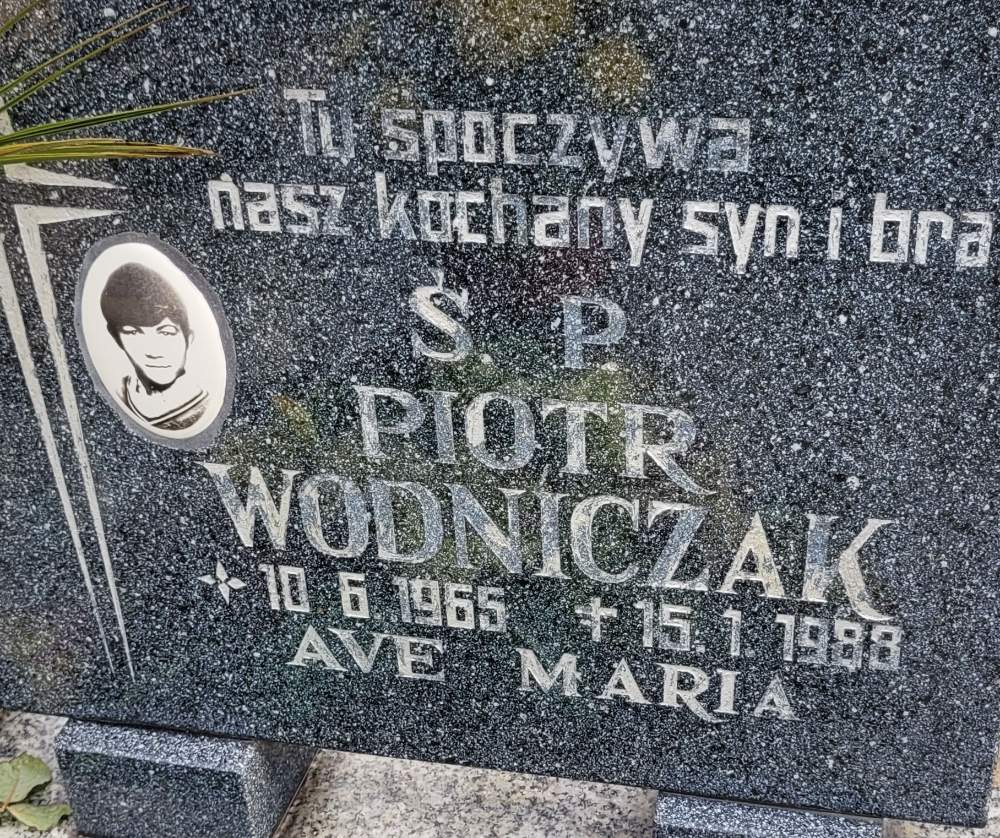 Tu spoczywa
nasz kochany syn i bra
Ś. P.
PIOTR
WODNICZAK
10 6 1965 15. 1. 1988
AVE MARIA